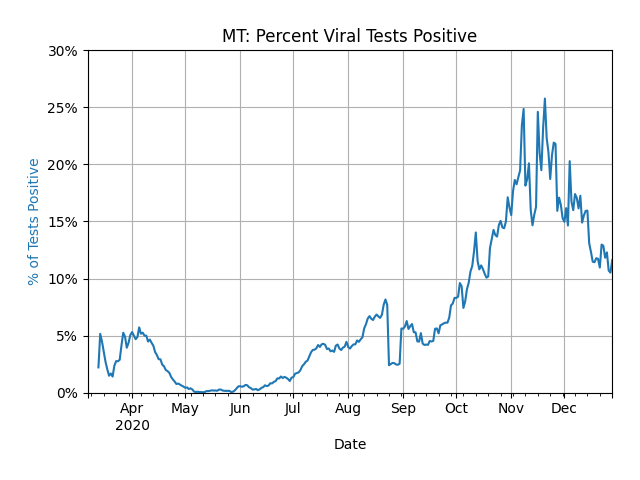 MT: Percent Viral Tests Positive
30%
25%
20%
15%
10%
5%
0%
% of Tests Positive
Apr May Jun Jul Aug Sep Oct Nov Dec
2020
Date